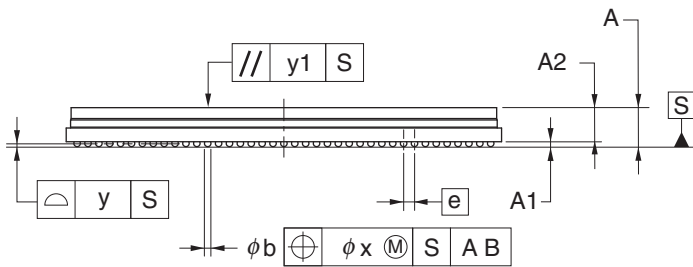 A
// y1 S
A2
S
⌓ y S
A1
e
φb ⌖ φx Ⓜ S A B